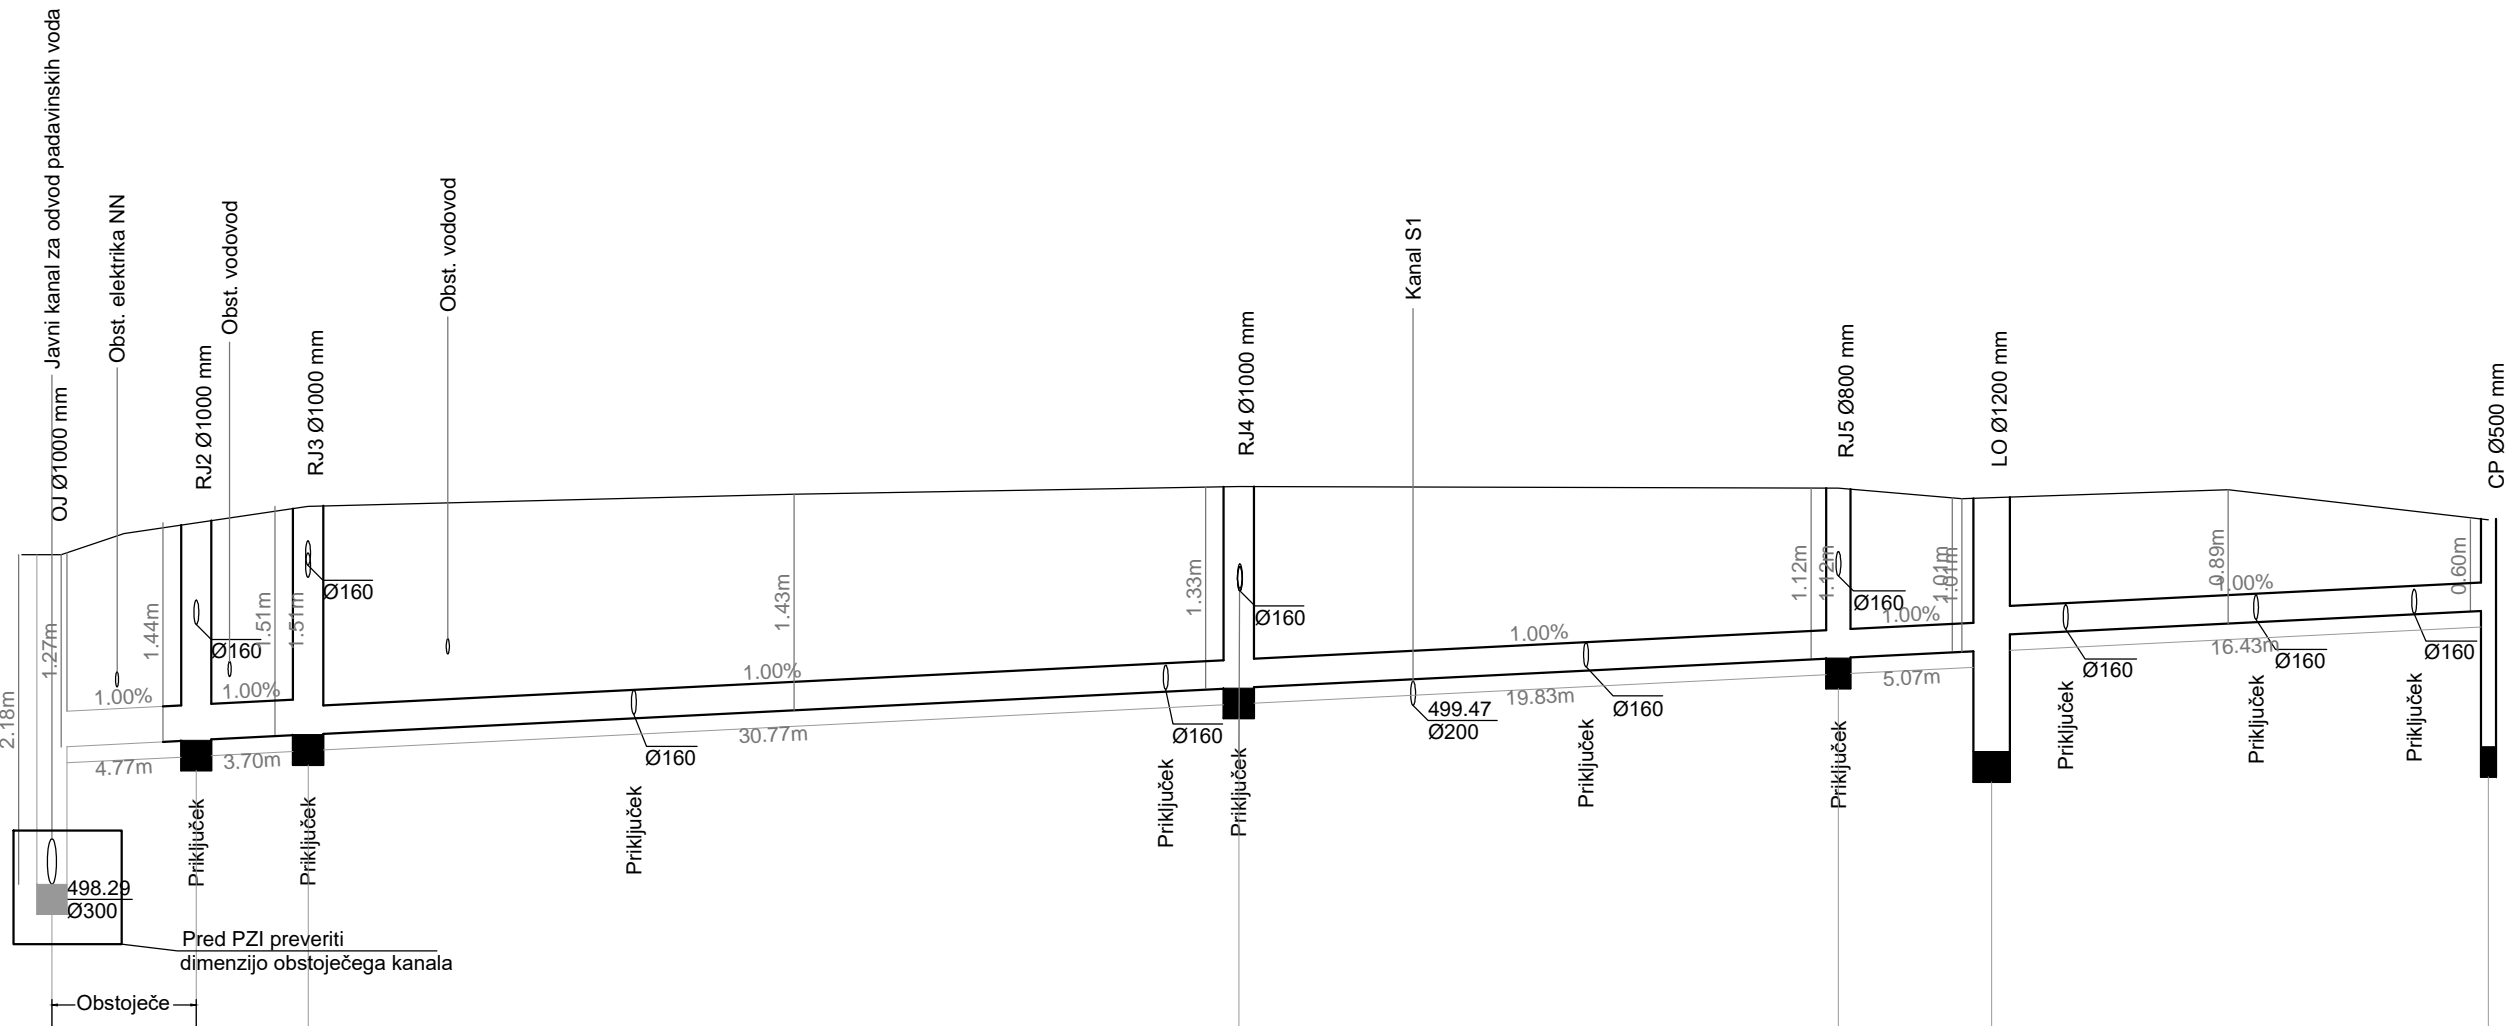 Javni kanal za odvod padavinskih voda
OJ Ø1000 mm
Obst. elektrika NN
RJ2 Ø1000 mm
Obst. vodovod
RJ3 Ø1000 mm
Obst. vodovod
RJ4 Ø1000 mm
Kanal S1
RJ5 Ø800 mm
LO Ø1200 mm
CP Ø500 mm
2.18m
1.27m
1.44m
1.51m
1.51m
1.43m
1.33m
1.12m
1.12m
1.01m
1.01m
0.89m
0.60m
1.00%
1.00%
1.00%
1.00%
1.00%
1.00%
Ø160
Ø160
Ø160
Ø160
Ø160
Ø160
Ø160
Ø160
Ø160
Ø160
499.47
Ø200
4.77m
3.70m
30.77m
19.83m
5.07m
16.43m
Priključek
Priključek
Priključek
Priključek
Priključek
Priključek
Priključek
Priključek
Priključek
Priključek
498.29
Ø300
Pred PZI preveriti
dimenzijo obstoječega kanala
Obstoječe